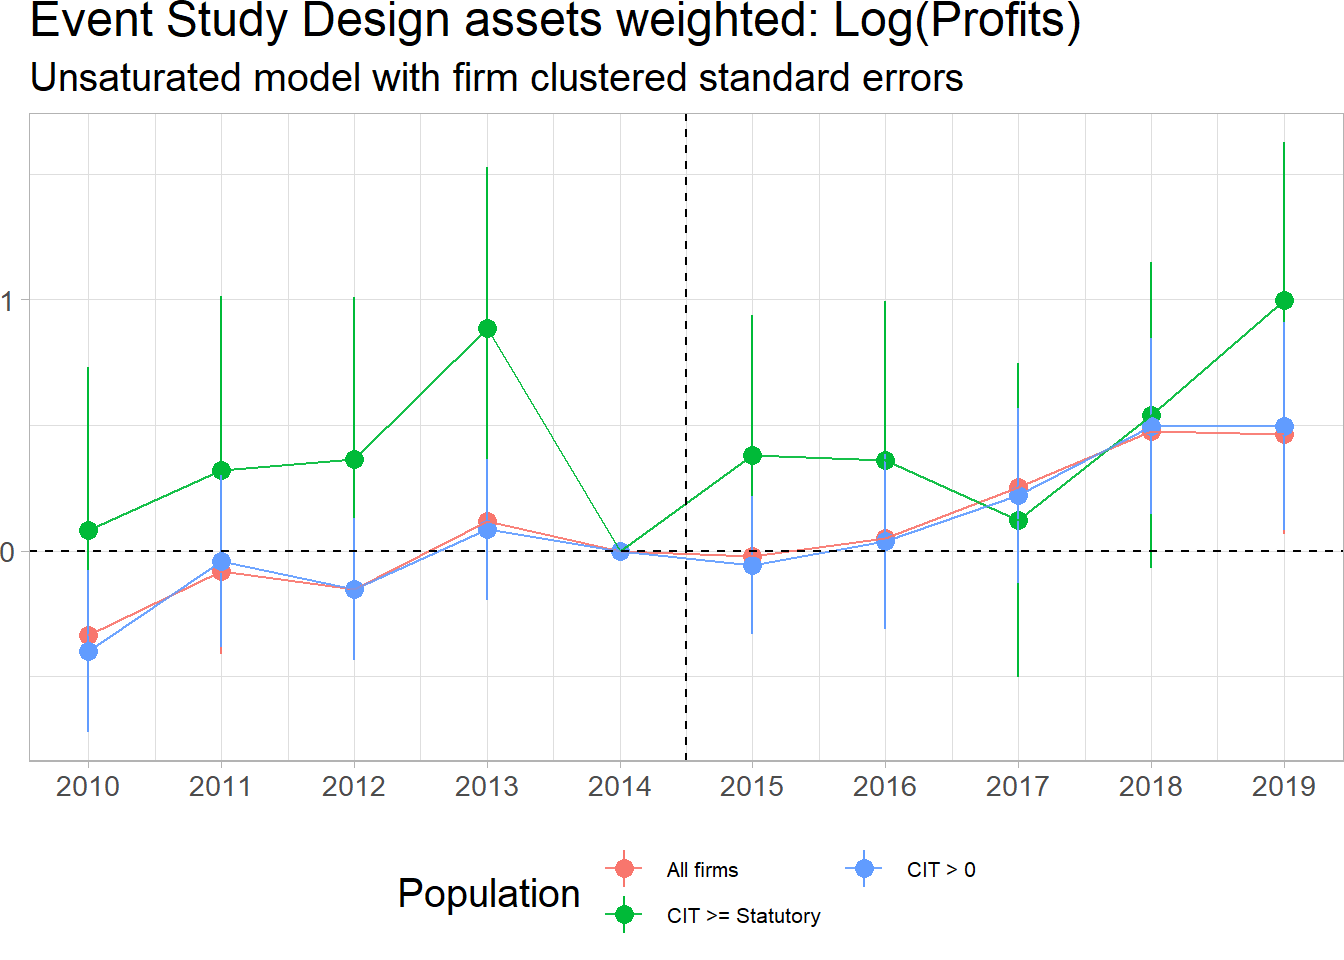 Event Study Design assets weighted: Log(Profits)
Unsaturated model with firm clustered standard errors
1
0
2010 2011 2012 2013 2014 2015 2016 2017 2018 2019
Population
All firms
CIT > 0
CIT >= Statutory